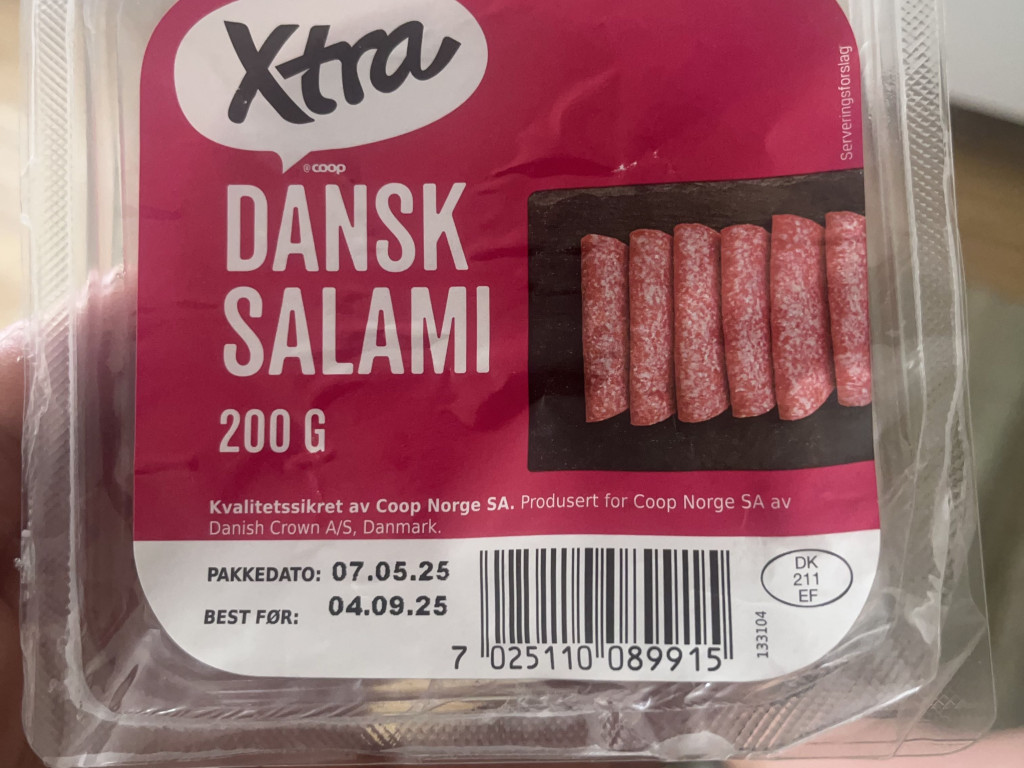 Xtra
@coop
Serveringsforslag
DANSK
SALAMI
200 G
Kvalitetssikret av Coop Norge SA. Produsert for Coop Norge SA av
Danish Crown A/S, Danmark.
PAKKEDATO: 07.05.25
BEST FØR: 04.09.25
7 025110 089915
133104
DK
211
EF